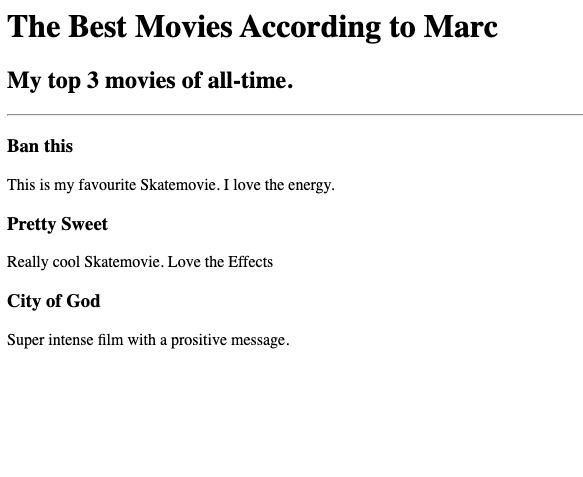 The Best Movies According to Marc
My top 3 movies of all-time.
Ban this
This is my favourite Skatemovie. I love the energy.
Pretty Sweet
Really cool Skatemovie. Love the Effects
City of God
Super intense film with a prositive message.